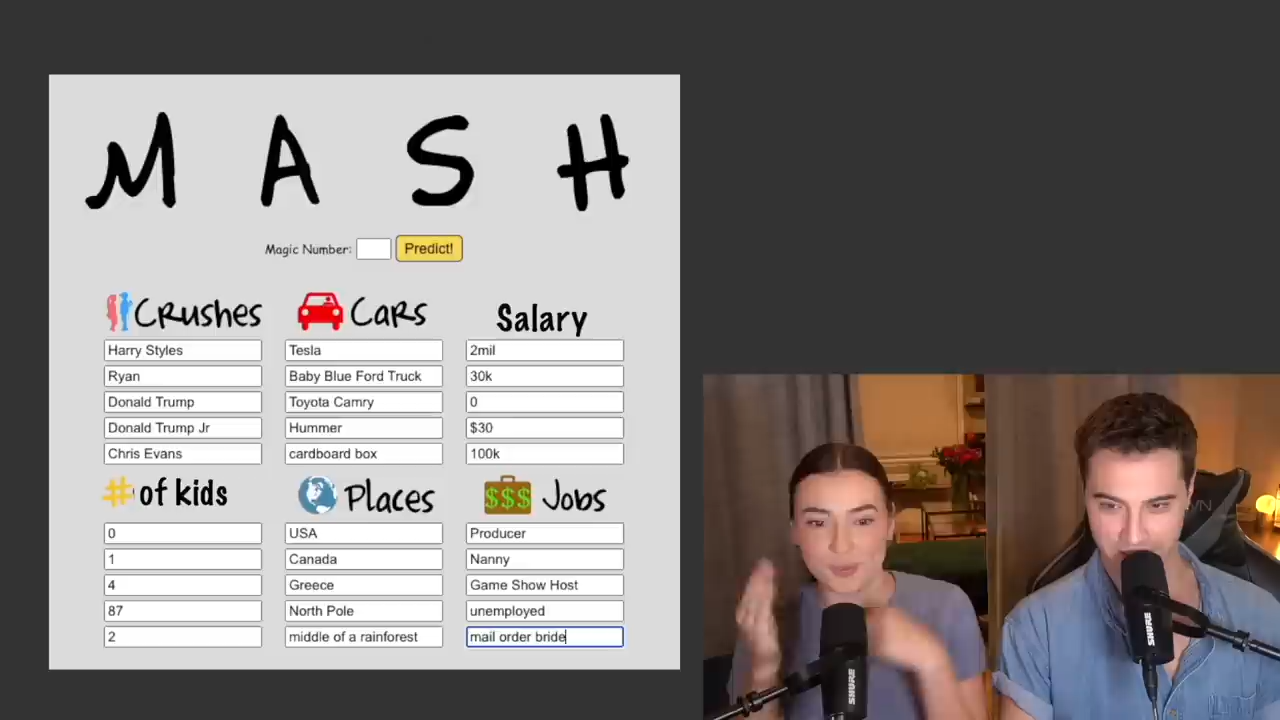 M A S H
Magic Number: Predict!
Crushes
Harry Styles
Ryan
Donald Trump
Donald Trump Jr
Chris Evans
Cars
Tesla
Baby Blue Ford Truck
Toyota Camry
Hummer
cardboard box
Salary
2mil
30k
0
$30
100k
# of kids
0
1
4
87
2
Places
USA
Canada
Greece
North Pole
middle of a rainforest
$$$ Jobs
Producer
Nanny
Game Show Host
unemployed
mail order bride
SHURE
SHURE